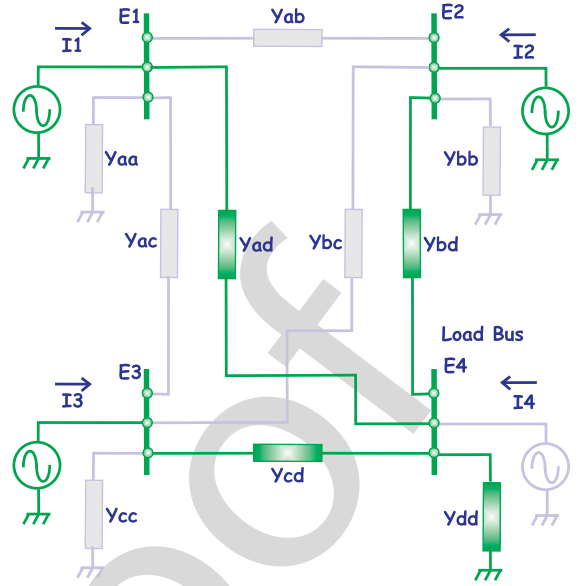 E1
Yab
E2
I1
I2
Yaa
Ybb
Yac
Yad
Ybc
Ybd
Load Bus
E3
E4
I3
I4
Ycd
Ycc
Ydd
of